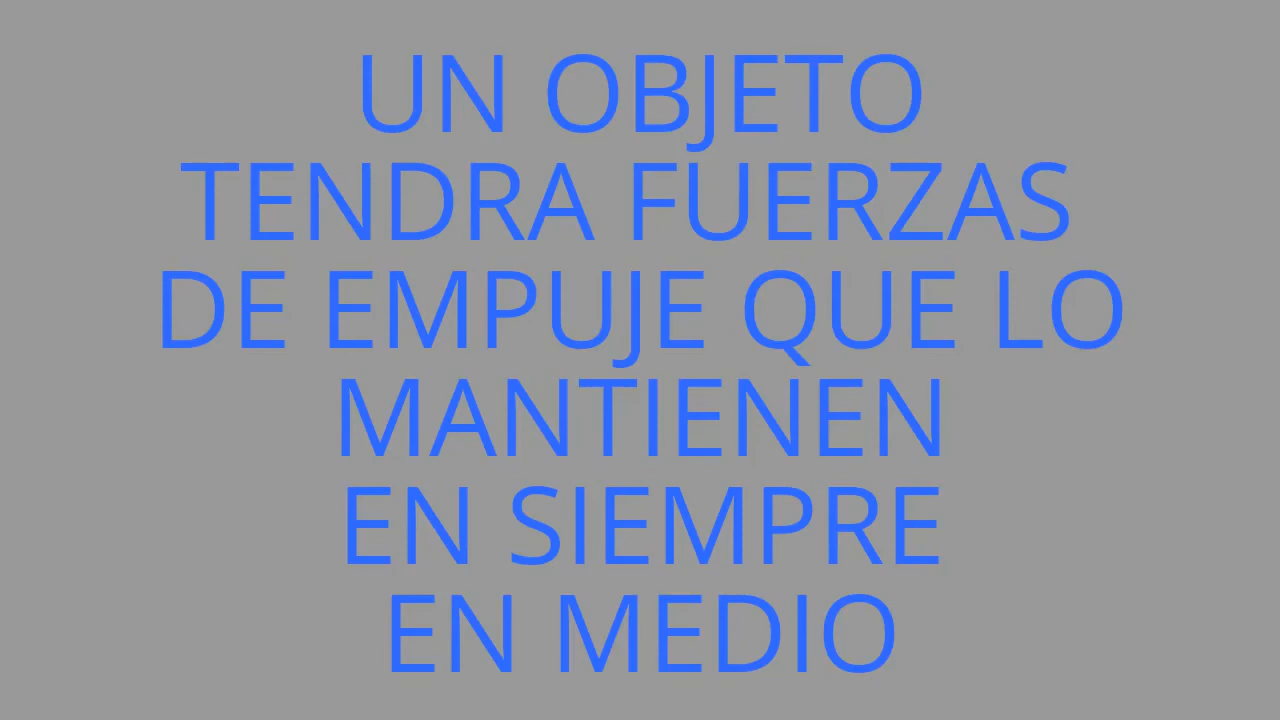 UN OBJETO
TENDRA FUERZAS
DE EMPUJE QUE LO
MANTIENEN
EN SIEMPRE
EN MEDIO